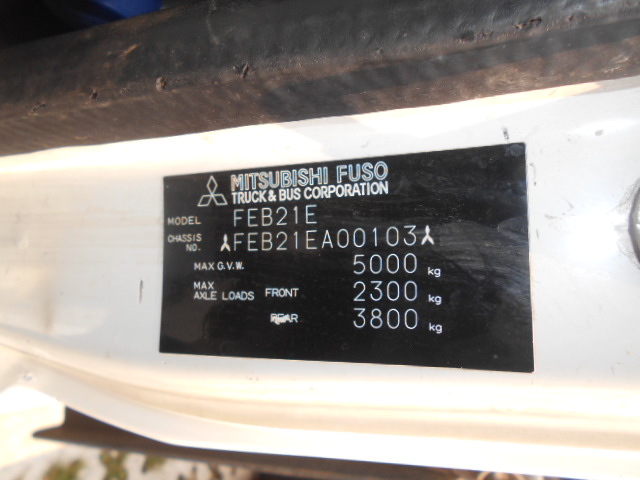 MITSUBISHI FUSO
TRUCK & BUS CORPORATION
MODEL FEB21E
CHASSIS NO. FEB21EA00103
MAX G.V.W. 5000 kg
MAX AXLE LOADS FRONT 2300 kg
REAR 3800 kg